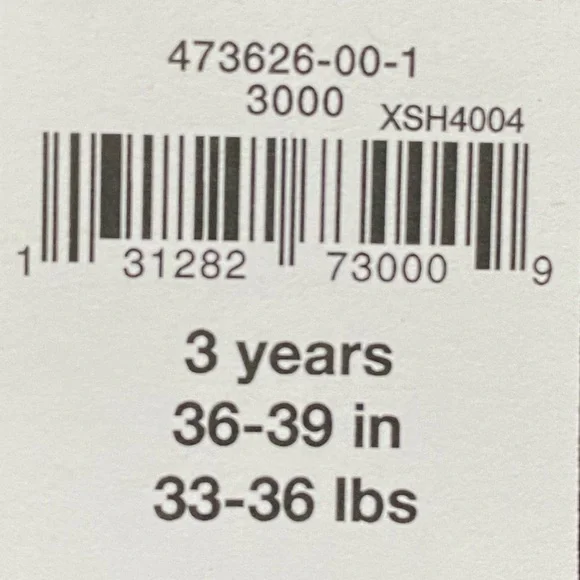 473626-00-1
3000 XSH4004
1 31282 73000 9
3 years
36-39 in
33-36 lbs